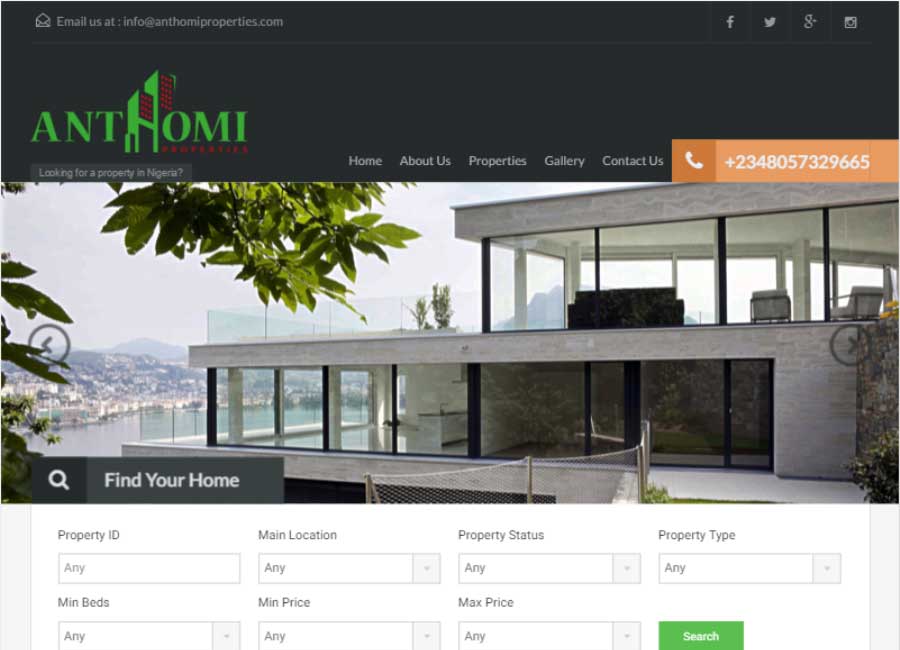 Email us at : info@anthomiproperties.com
ANTHOMI
PROPERTIES
Looking for a property in Nigeria?
Home About Us Properties Gallery Contact Us +2348057329665
Find Your Home
Property ID Main Location Property Status Property Type
Any Any Any Any
Min Beds Min Price Max Price
Any Any Any Search